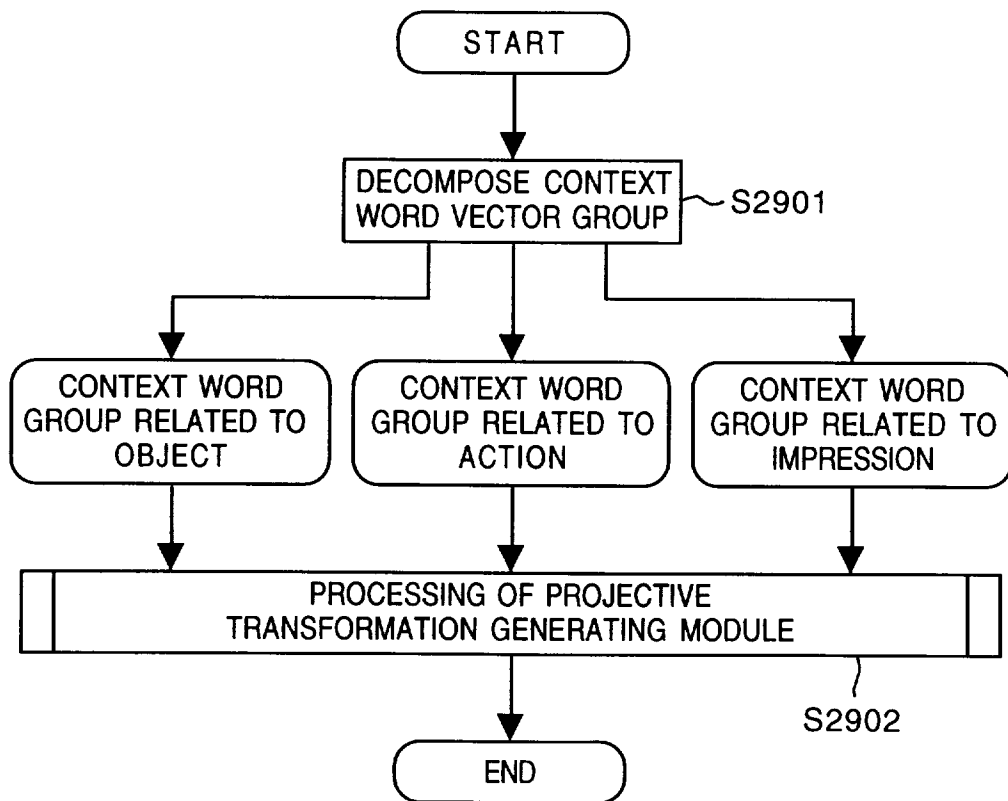 START
DECOMPOSE CONTEXT
WORD VECTOR GROUP
S2901
CONTEXT WORD
GROUP RELATED TO
OBJECT
CONTEXT WORD
GROUP RELATED TO
ACTION
CONTEXT WORD
GROUP RELATED TO
IMPRESSION
PROCESSING OF PROJECTIVE
TRANSFORMATION GENERATING MODULE
S2902
END